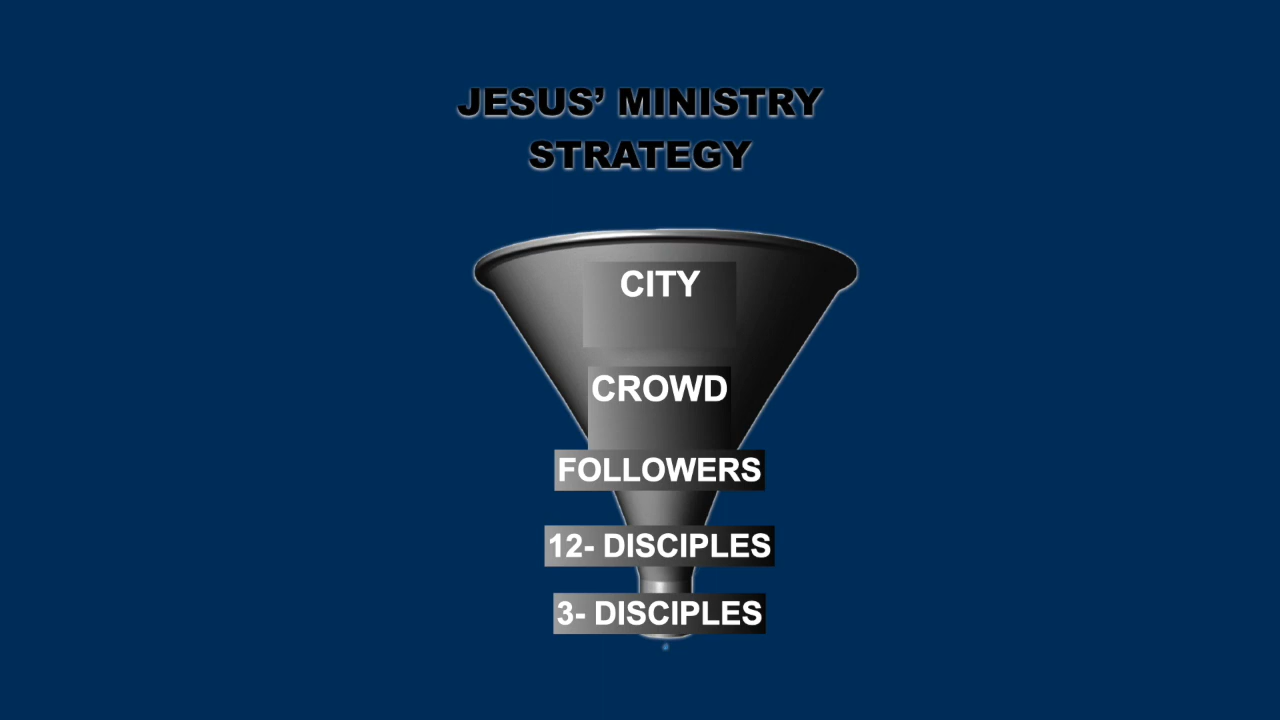 JESUS’ MINISTRY
STRATEGY
CITY
CROWD
FOLLOWERS
12- DISCIPLES
3- DISCIPLES